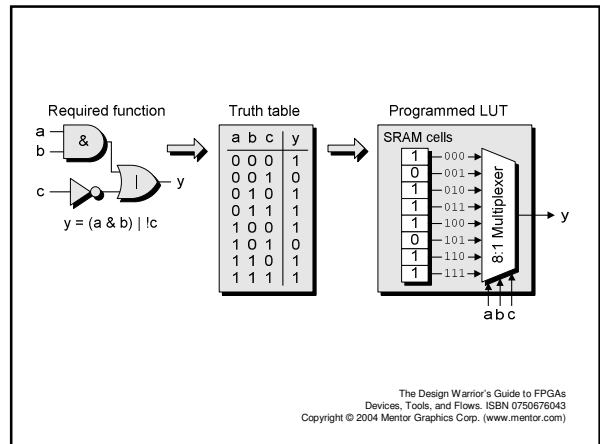 Required function
a
b
&
c
|
y
y = (a & b) | !c
Truth table
a b c y
0 0 0 1
0 0 1 0
0 1 0 1
0 1 1 1
1 0 0 1
1 0 1 0
1 1 0 1
1 1 1 1
Programmed LUT
SRAM cells
1 000
0 001
1 010
1 011
1 100
0 101
1 110
1 111
8:1 Multiplexer
y
a b c
The Design Warrior's Guide to FPGAs
Devices, Tools, and Flows. ISBN 0750676043
Copyright © 2004 Mentor Graphics Corp. (www.mentor.com)